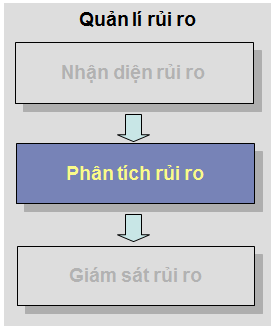 Quản lí rủi ro
Nhận diện rủi ro
Phân tích rủi ro
Giám sát rủi ro